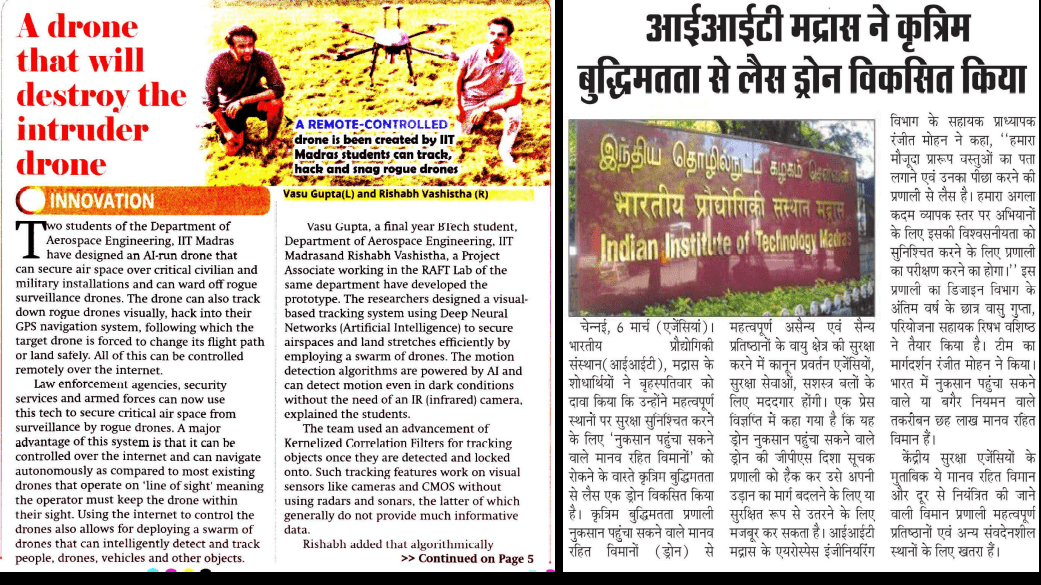 A drone
that will
destroy the
intruder
drone
A REMOTE-CONTROLLED
drone is been created by IIT
Madras students can track,
hack and snag rogue drones
INNOVATION
Vasu Gupta(L) and Rishabh Vashistha (R)
Two students of the Department of
Aerospace Engineering, IIT Madras
have designed an AI-run drone that
can secure air space over critical civilian and
military installations and can ward off rogue
surveillance drones. The drone can also track
down rogue drones visually, hack into their
GPS navigation system, following which the
target drone is forced to change its flight path
or land safely. All of this can be controlled
remotely over the internet.
Law enforcement agencies, security
services and armed forces can now use
this tech to secure critical air space from
surveillance by rogue drones. A major
advantage of this system is that it can be
controlled over the internet and can navigate
autonomously as compared to most existing
drones that operate on 'line of sight' meaning
the operator must keep the drone within
their sight. Using the internet to control the
drones also allows for deploying a swarm of
drones that can intelligently detect and track
people, drones, vehicles and other objects.
Vasu Gupta, a final year BTech student,
Department of Aerospace Engineering, IIT
Madrasand Rishabh Vashistha, a Project
Associate working in the RAFT Lab of the
same department have developed the
prototype. The researchers designed a visual-
based tracking system using Deep Neural
Networks (Artificial Intelligence) to secure
airspaces and land stretches efficiently by
employing a swarm of drones. The motion
detection algorithms are powered by AI and
can detect motion even in dark conditions
without the need of an IR (infrared) camera,
explained the students.
The team used an advancement of
Kernelized Correlation Filters for tracking
objects once they are detected and locked
onto. Such tracking features work on visual
sensors like cameras and CMOS without
using radars and sonars, the latter of which
generally do not provide much informative
data.
Rishabh added that algorithmically
>> Continued on Page 5
आईआईटी मद्रास ने कृत्रिम
बुद्धिमतता से लैस ड्रोन विकसित किया
இந்திய தொழில்நுட்ப கழகம் சென்னை
भारतीय प्रौद्योगिकी संस्थान मद्रास
Indian Institute of Technology Madras
चेन्नई, 6 मार्च (एजेंसियां)।
भारतीय प्रौद्योगिकी
संस्थान(आईआईटी), मद्रास के
शोधार्थियों ने बृहस्पतिवार को
दावा किया कि उन्होंने महत्वपूर्ण
स्थानों पर सुरक्षा सुनिश्चित करने
के लिए 'नुकसान पहुंचा सकने
वाले मानव रहित विमानों' को
रोकने के वास्ते कृत्रिम बुद्धिमतता
से लैस एक ड्रोन विकसित किया
है। कृत्रिम बुद्धिमतता प्रणाली
नुकसान पहुंचा सकने वाले मानव
रहित विमानों (ड्रोन) से
महत्वपूर्ण असैन्य एवं सैन्य
प्रतिष्ठानों के वायु क्षेत्र की सुरक्षा
करने में कानून प्रवर्तन एजेंसियों,
सुरक्षा सेवाओं, सशस्त्र बलों के
लिए मददगार होंगी। एक प्रेस
विज्ञप्ति में कहा गया है कि यह
ड्रोन नुकसान पहुंचा सकने वाले
ड्रोन की जीपीएस दिशा सूचक
प्रणाली को हैक कर उसे अपनी
उड़ान का मार्ग बदलने के लिए या
सुरक्षित रूप से उतरने के लिए
मजबूर कर सकता है। आईआईटी
मद्रास के एयरोस्पेस इंजीनियरिंग
विभाग के सहायक प्राध्यापक
रंजीत मोहन ने कहा, ''हमारा
मौजूदा प्रारूप वस्तुओं का पता
लगाने एवं उनका पीछा करने की
प्रणाली से लैस है। हमारा अगला
कदम व्यापक स्तर पर अभियानों
के लिए इसकी विश्वसनीयता को
सुनिश्चित करने के लिए प्रणाली
का परीक्षण करने का होगा।'' इस
प्रणाली का डिजाइन विभाग के
अंतिम वर्ष के छात्र वासु गुप्ता,
परियोजना सहायक रिषभ वशिष्ठ
ने तैयार किया है। टीम का
मार्गदर्शन रंजीत मोहन ने किया।
भारत में नुकसान पहुंचा सकने
वाले या बगैर नियमन वाले
तकरीबन छह लाख मानव रहित
विमान हैं।
केंद्रीय सुरक्षा एजेंसियों के
मुताबिक ये मानव रहित विमान
और दूर से नियंत्रित की जाने
वाली विमान प्रणाली महत्वपूर्ण
प्रतिष्ठानों एवं अन्य संवदेनशील
स्थानों के लिए खतरा हैं।